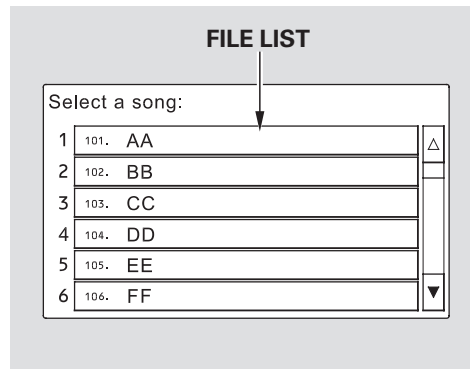 FILE LIST
Select a song:
1 101. AA
2 102. BB
3 103. CC
4 104. DD
5 105. EE
6 106. FF